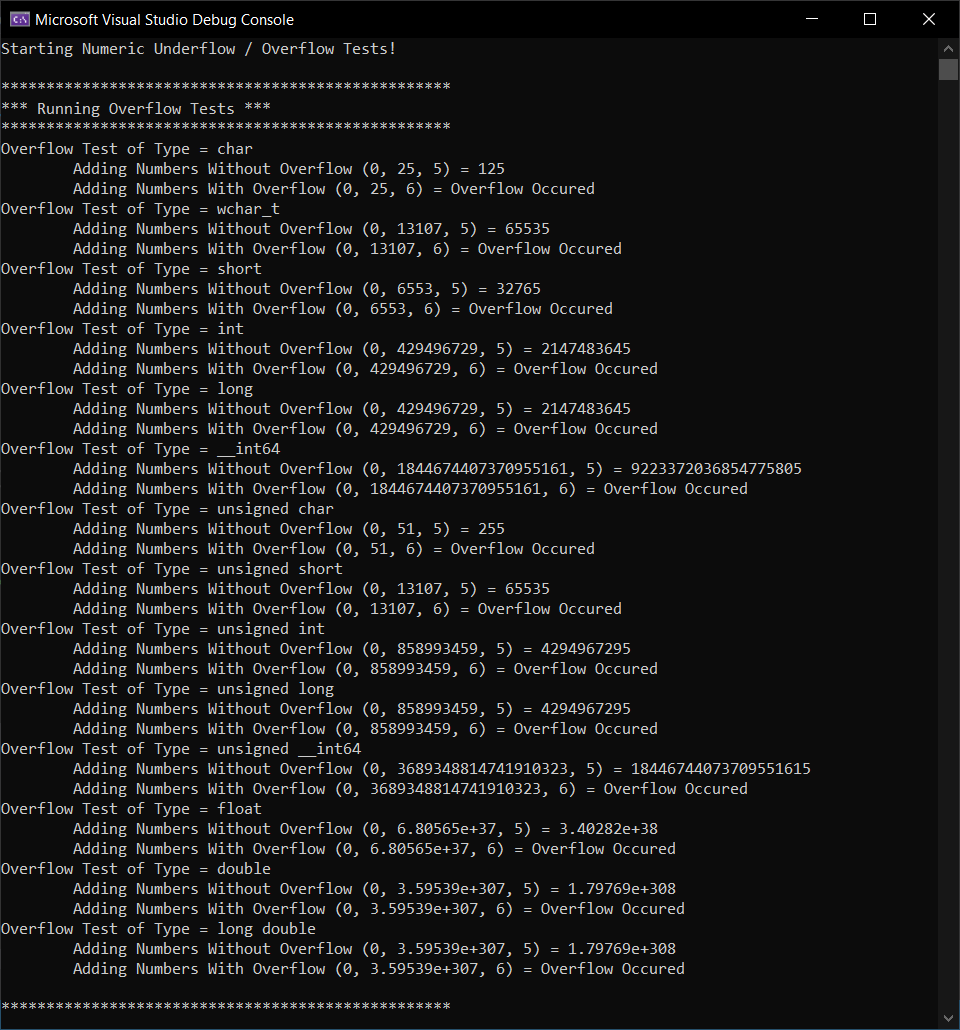 Microsoft Visual Studio Debug Console
Starting Numeric Underflow / Overflow Tests!
**************************************************
*** Running Overflow Tests ***
**************************************************
Overflow Test of Type = char
Adding Numbers Without Overflow (0, 25, 5) = 125
Adding Numbers With Overflow (0, 25, 6) = Overflow Occured
Overflow Test of Type = wchar_t
Adding Numbers Without Overflow (0, 13107, 5) = 65535
Adding Numbers With Overflow (0, 13107, 6) = Overflow Occured
Overflow Test of Type = short
Adding Numbers Without Overflow (0, 6553, 5) = 32765
Adding Numbers With Overflow (0, 6553, 6) = Overflow Occured
Overflow Test of Type = int
Adding Numbers Without Overflow (0, 429496729, 5) = 2147483645
Adding Numbers With Overflow (0, 429496729, 6) = Overflow Occured
Overflow Test of Type = long
Adding Numbers Without Overflow (0, 429496729, 5) = 2147483645
Adding Numbers With Overflow (0, 429496729, 6) = Overflow Occured
Overflow Test of Type = __int64
Adding Numbers Without Overflow (0, 1844674407370955161, 5) = 9223372036854775805
Adding Numbers With Overflow (0, 1844674407370955161, 6) = Overflow Occured
Overflow Test of Type = unsigned char
Adding Numbers Without Overflow (0, 51, 5) = 255
Adding Numbers With Overflow (0, 51, 6) = Overflow Occured
Overflow Test of Type = unsigned short
Adding Numbers Without Overflow (0, 13107, 5) = 65535
Adding Numbers With Overflow (0, 13107, 6) = Overflow Occured
Overflow Test of Type = unsigned int
Adding Numbers Without Overflow (0, 858993459, 5) = 4294967295
Adding Numbers With Overflow (0, 858993459, 6) = Overflow Occured
Overflow Test of Type = unsigned long
Adding Numbers Without Overflow (0, 858993459, 5) = 4294967295
Adding Numbers With Overflow (0, 858993459, 6) = Overflow Occured
Overflow Test of Type = unsigned __int64
Adding Numbers Without Overflow (0, 3689348814741910323, 5) = 18446744073709551615
Adding Numbers With Overflow (0, 3689348814741910323, 6) = Overflow Occured
Overflow Test of Type = float
Adding Numbers Without Overflow (0, 6.80565e+37, 5) = 3.40282e+38
Adding Numbers With Overflow (0, 6.80565e+37, 6) = Overflow Occured
Overflow Test of Type = double
Adding Numbers Without Overflow (0, 3.59539e+307, 5) = 1.79769e+308
Adding Numbers With Overflow (0, 3.59539e+307, 6) = Overflow Occured
Overflow Test of Type = long double
Adding Numbers Without Overflow (0, 3.59539e+307, 5) = 1.79769e+308
Adding Numbers With Overflow (0, 3.59539e+307, 6) = Overflow Occured
**************************************************